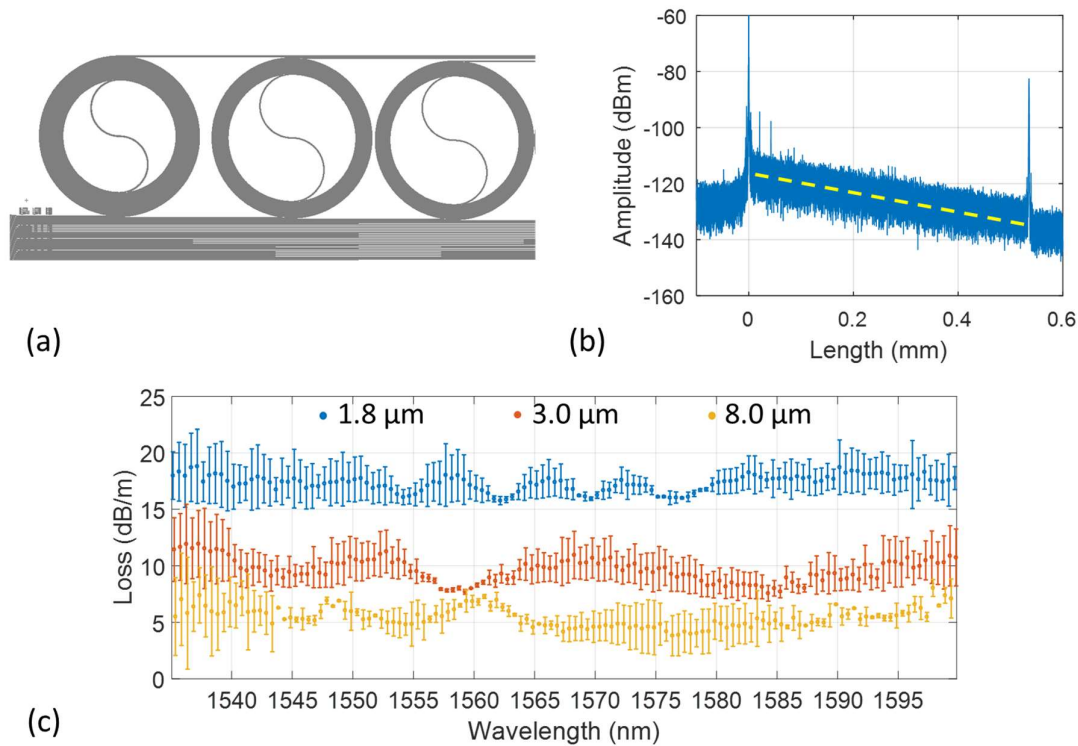 (a)
(b)
-60
-80
-100
-120
-140
-160
Amplitude (dBm)
0
0.2
0.4
0.6
Length (mm)
(c)
1.8 μm
3.0 μm
8.0 μm
25
20
15
10
5
0
Loss (dB/m)
1540 1545 1550 1555 1560 1565 1570 1575 1580 1585 1590 1595
Wavelength (nm)